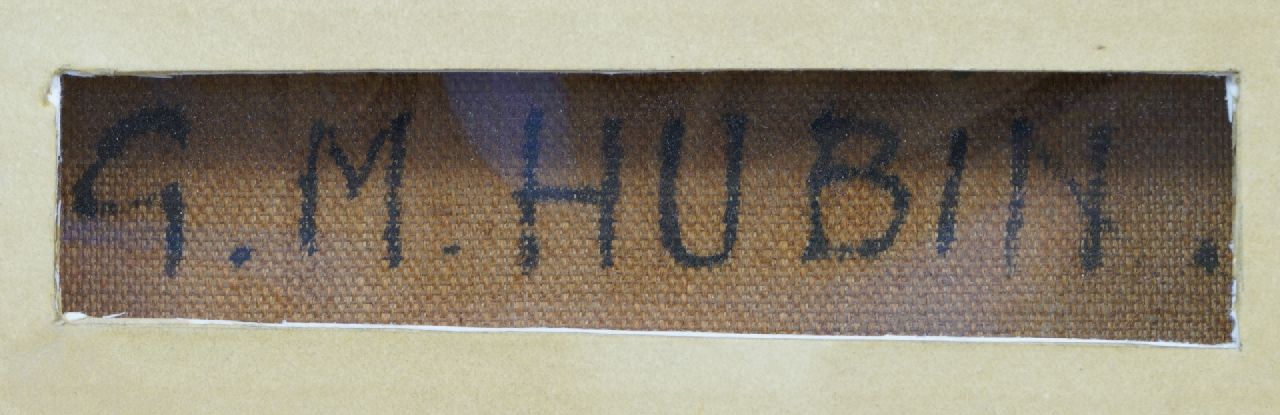 G. M. HUBIN.